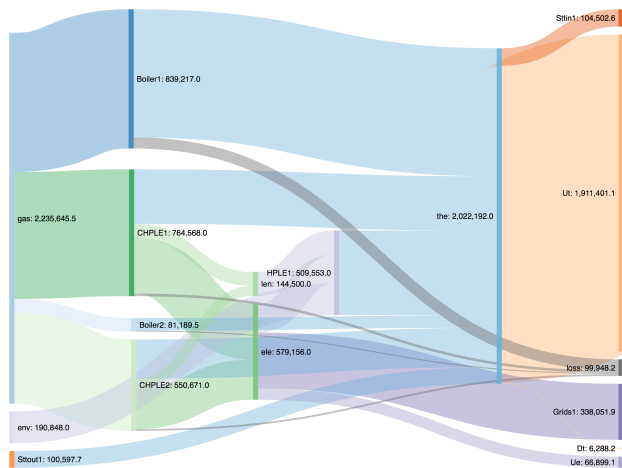 Sttin1: 104,502.6
Boiler1: 839,217.0
Ut: 1,911,401.1
gas: 2,235,645.5
the: 2,022,192.0
CHPLE1: 764,568.0
HPLE1: 509,553.0
len: 144,500.0
Boiler2: 81,189.5
ele: 579,156.0
loss: 99,948.2
CHPLE2: 550,671.0
Grids1: 338,051.9
env: 190,848.0
Dt: 6,288.2
Sttout1: 100,597.7
Ue: 66,899.1